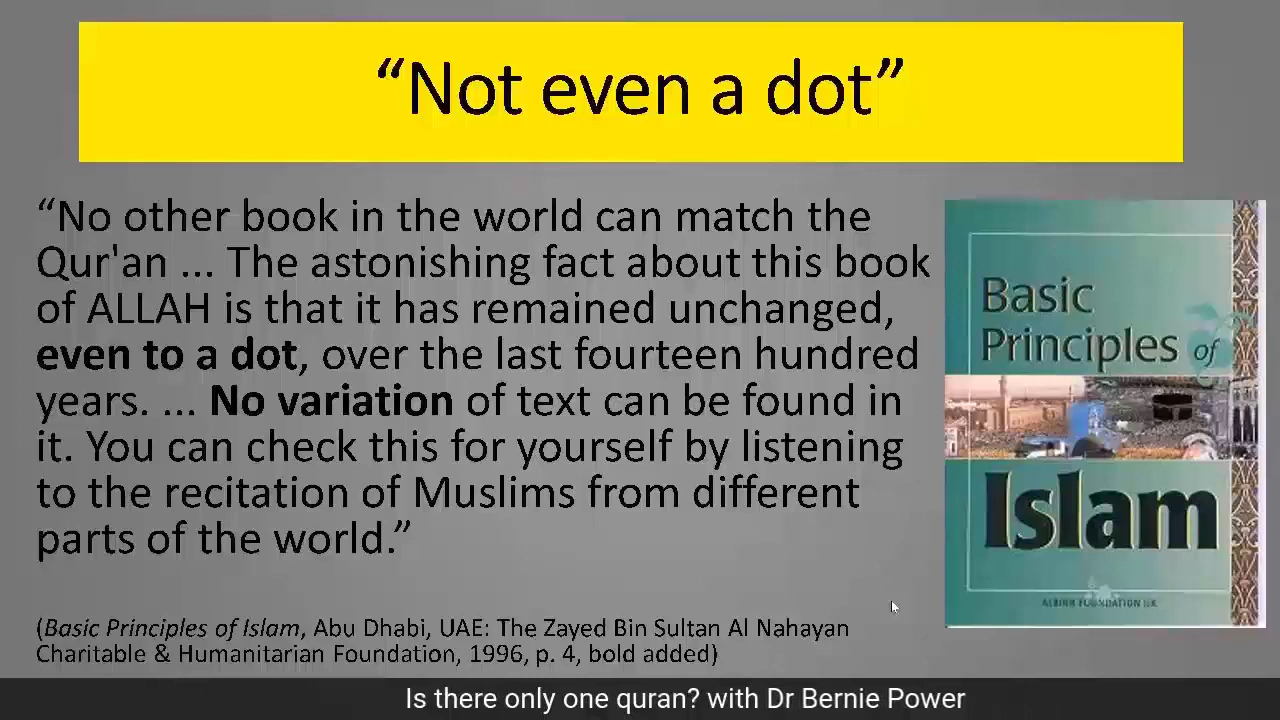 “Not even a dot”
“No other book in the world can match the
Qur'an ... The astonishing fact about this book
of ALLAH is that it has remained unchanged,
even to a dot, over the last fourteen hundred
years. ... No variation of text can be found in
it. You can check this for yourself by listening
to the recitation of Muslims from different
parts of the world.”
(Basic Principles of Islam, Abu Dhabi, UAE: The Zayed Bin Sultan Al Nahayan
Charitable & Humanitarian Foundation, 1996, p. 4, bold added)
Basic
Principles of
Islam
ALBIRR FOUNDATION UK
Is there only one quran? with Dr Bernie Power